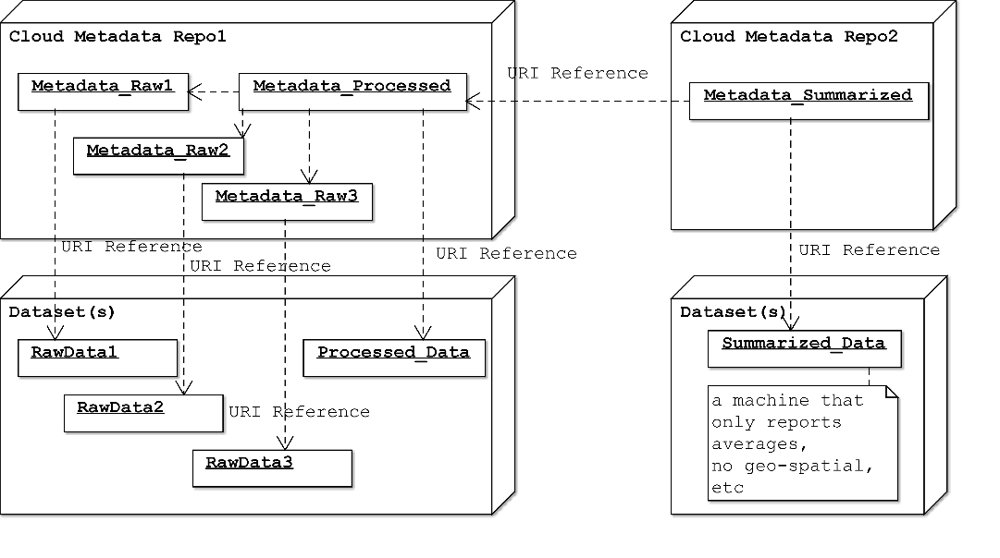 Cloud Metadata Repo1
Cloud Metadata Repo2
URI Reference
Metadata_Raw1
Metadata_Processed
Metadata_Summarized
Metadata_Raw2
Metadata_Raw3
URI Reference
URI Reference
URI Reference
URI Reference
Dataset(s)
Dataset(s)
RawData1
Processed_Data
Summarized_Data
RawData2
URI Reference
RawData3
a machine that
only reports
averages,
no geo-spatial,
etc